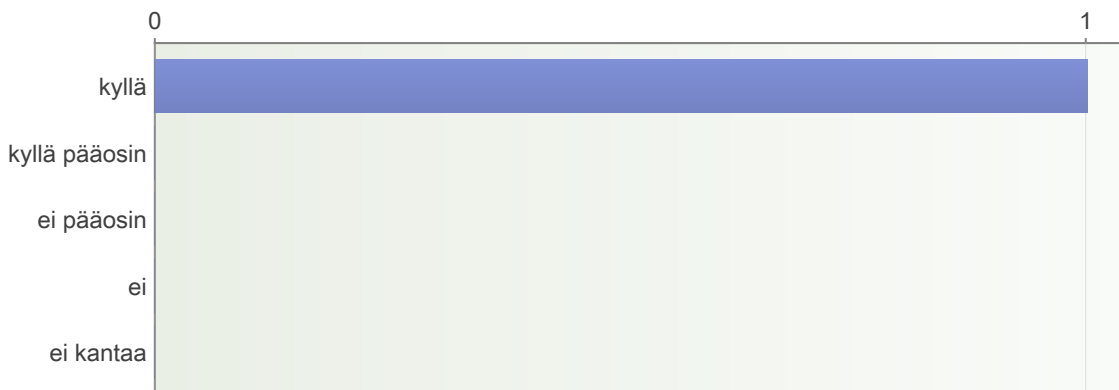 0 1
kyllä
kyllä pääosin
ei pääosin
ei
ei kantaa